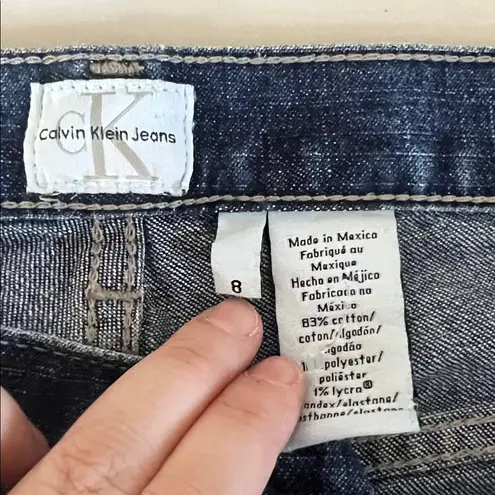 CK
Calvin Klein Jeans
8
Made in Mexico
Fabriqué au
Mexique
Hecho en Méjico
Fabricado no
México
83% cotton/
coton/algodón/
algodão
polyester/
poliéster
1% lycra®